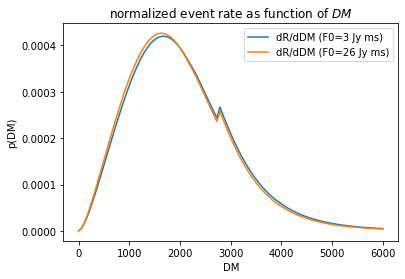 normalized event rate as function of DM
dR/dDM (F0=3 Jy ms)
dR/dDM (F0=26 Jy ms)
p(DM)
0.0004
0.0003
0.0002
0.0001
0.0000
0 1000 2000 3000 4000 5000 6000
DM